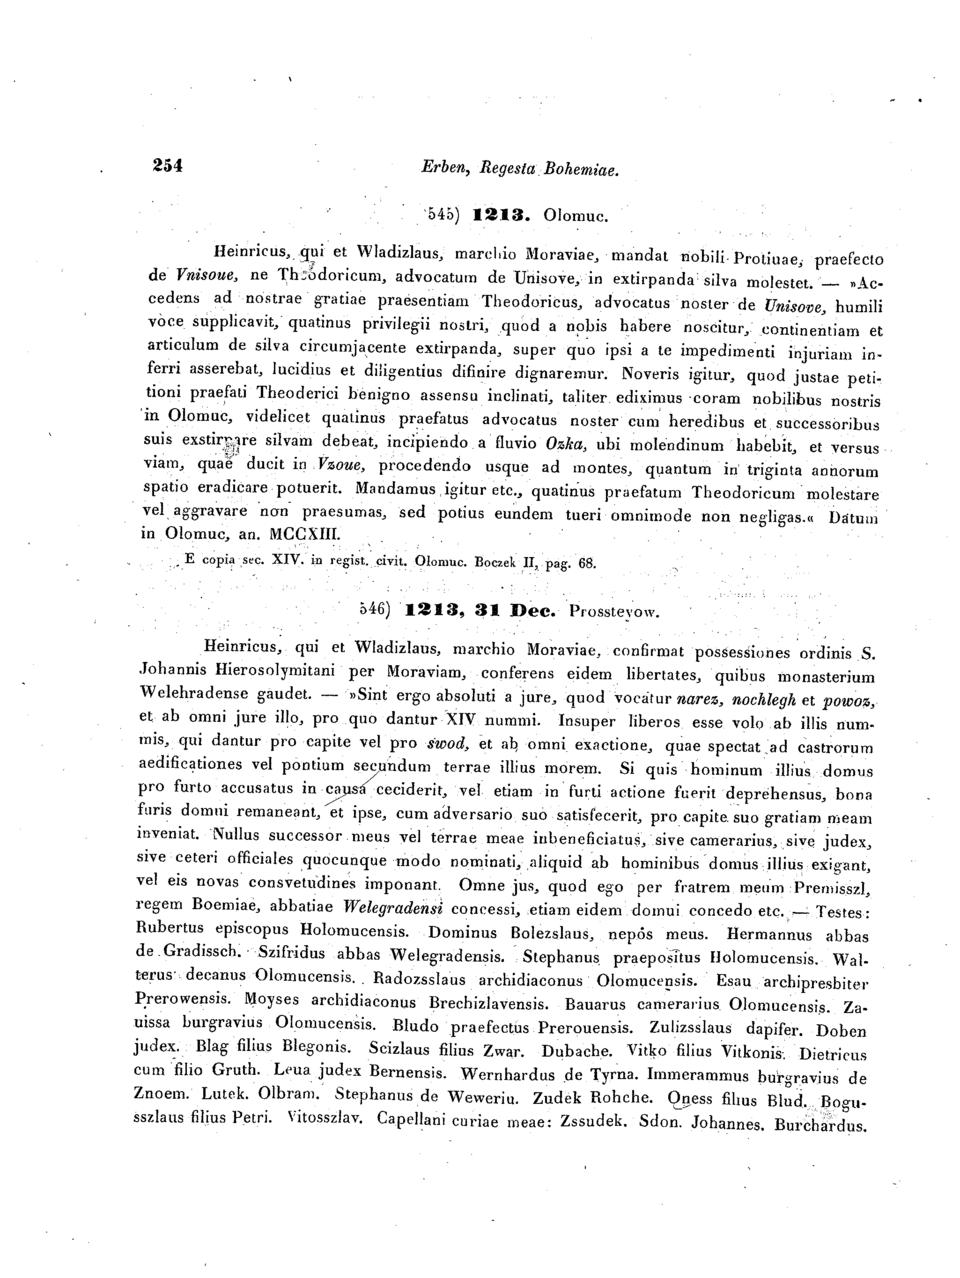 254 Erben, Regesta Bohemiae.
545) 1213. Olomuc.
Heinricus, qui et Wladizlaus, marchio Moraviae, mandat nobili Protiuae, praefecto
de Vnisoue, ne Theodoricum, advocatum de Unisove, in extirpanda silva molestet. — »Ac-
cedens ad nostrae gratiae praesentiam Theodoricus, advocatus noster de Unisove, humili
voce supplicavit, quatinus privilegii nostri, quod a nobis habere noscitur, continentiam et
articulum de silva circumjacente extirpanda, super quo ipsi a te impedimenti injuriam in-
ferri asserebat, lucidius et diligentius difinire dignaremur. Noveris igitur, quod justae peti-
tioni praefati Theoderici benigno assensu inclinati, taliter ediximus coram nobilibus nostris
in Olomuc, videlicet quatinus praefatus advocatus noster cum heredibus et successoribus
suis exstirpare silvam debeat, incipiendo a fluvio Ozka, ubi molendinum habebit, et versus
viam, quae ducit in Vzoue, procedendo usque ad montes, quantum in triginta annorum
spatio eradicare potuerit. Mandamus igitur etc., quatinus praefatum Theodoricum molestare
vel aggravare non praesumas, sed potius eundem tueri omnimode non negligas.« Datum
in Olomuc, an. MCCXIII.
E copia sec. XIV. in regist. civit. Olomuc. Boczek II, pag. 68.
546) 1213, 31 Dec. Prossteyow.
Heinricus, qui et Wladizlaus, marchio Moraviae, confirmat possessiones ordinis S.
Johannis Hierosolymitani per Moraviam, conferens eidem libertates, quibus monasterium
Welehradense gaudet. — »Sint ergo absoluti a jure, quod vocatur narez, nochlegh et powoz,
et ab omni jure illo, pro quo dantur XIV nummi. Insuper liberos esse volo ab illis num-
mis, qui dantur pro capite vel pro swod, et ab omni exactione, quae spectat ad castrorum
aedificationes vel pontium secundum terrae illius morem. Si quis hominum illius domus
pro furto accusatus in causa ceciderit, vel etiam in furti actione fuerit deprehensus, bona
furis domui remaneant, et ipse, cum adversario suo satisfecerit, pro capite suo gratiam meam
inveniat. Nullus successor meus vel terrae meae inbeneficiatus, sive camerarius, sive judex,
sive ceteri officiales quocunque modo nominati, aliquid ab hominibus domus illius exigant,
vel eis novas consvetudines imponant. Omne jus, quod ego per fratrem meum Premisszl,
regem Boemiae, abbatiae Welegradensi concessi, etiam eidem domui concedo etc. — Testes:
Rubertus episcopus Holomucensis. Dominus Bolezslaus, nepos meus. Hermannus abbas
de Gradissch. Szifridus abbas Welegradensis. Stephanus praepositus Holomucensis. Wal-
terus decanus Olomucensis. Radozsslaus archidiaconus Olomucensis. Esau archipresbiter
Prerowensis. Moyses archidiaconus Brechizlavensis. Bauarus camerarius Olomucensis. Za-
uissa burgravius Olomucensis. Bludo praefectus Prerouensis. Zulizsslaus dapifer. Doben
judex. Blag filius Blegonis. Scizlaus filius Zwar. Dubache. Vitko filius Vitkonis. Dietricus
cum filio Gruth. Leua judex Bernensis. Wernhardus de Tyrna. Immerammus burgravius de
Znoem. Lutek. Olbram. Stephanus de Weweriu. Zudek Rohche. Oness filius Blud. Bogu-
sszlaus filius Petri. Vitosszlav. Capellani curiae meae: Zssudek. Sdon. Johannes. Burchardus.